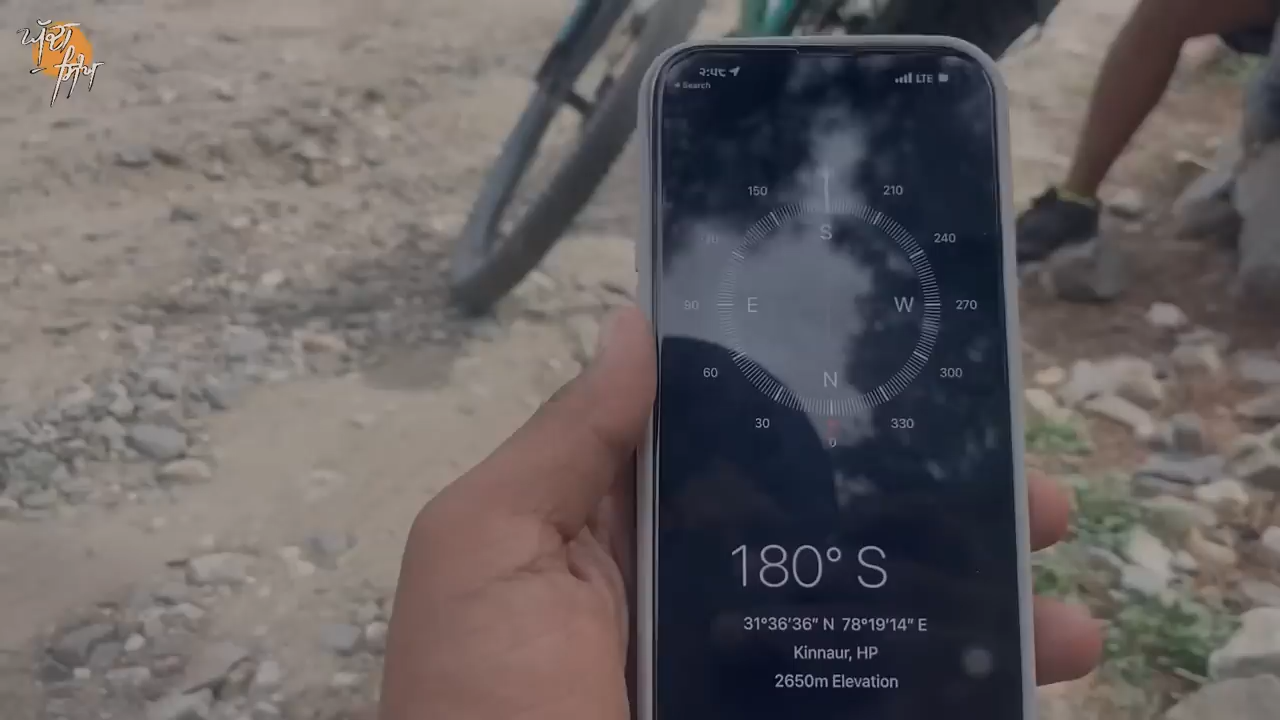 ਘੁੱਦਾ
ਸਿੰਘ
Search
LTE
150
210
240
S
90
E
W
270
60
300
N
30
330
0
180° S
31°36'36" N 78°19'14" E
Kinnaur, HP
2650m Elevation